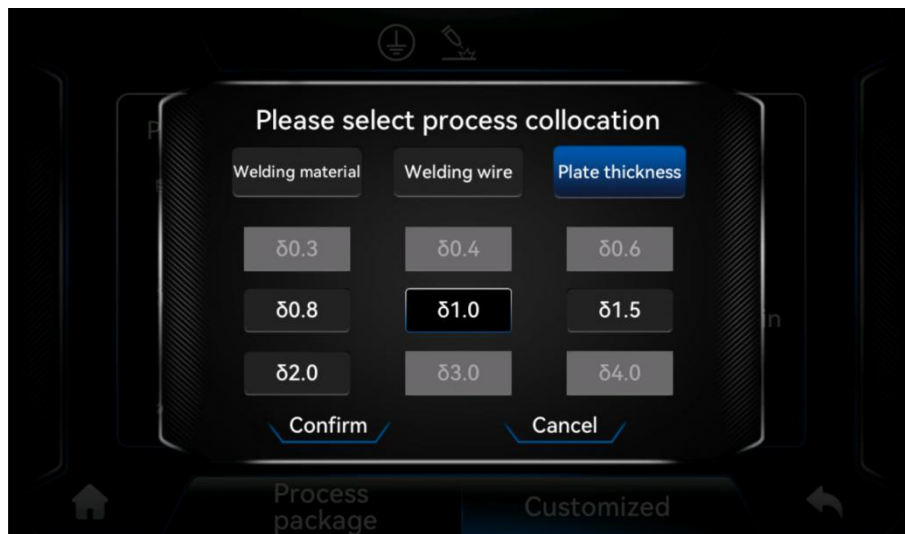 Please select process collocation
Welding material
Welding wire
Plate thickness
δ0.3
δ0.4
δ0.6
δ0.8
δ1.0
δ1.5
δ2.0
δ3.0
δ4.0
Confirm
Cancel
Process
package
Customized